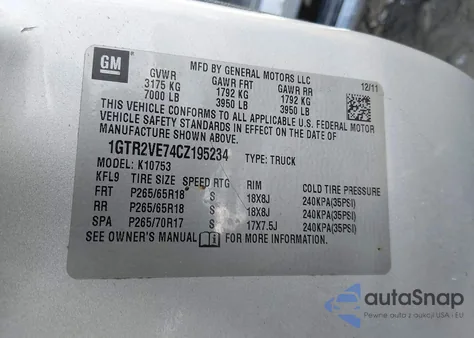 GM
MFD BY GENERAL MOTORS LLC
12/11
GVWR GAWR FRT GAWR RR
3175 KG 1792 KG 1792 KG
7000 LB 3950 LB 3950 LB
THIS VEHICLE CONFORMS TO ALL APPLICABLE U.S. FEDERAL MOTOR
VEHICLE SAFETY STANDARDS IN EFFECT ON THE DATE OF
MANUFACTURE SHOWN ABOVE.
1GTR2VE74CZ195234 TYPE: TRUCK
MODEL: K10753
KFL9 TIRE SIZE SPEED RTG RIM COLD TIRE PRESSURE
FRT P265/65R18 S 18X8J 240KPA(35PSI)
RR P265/65R18 S 18X8J 240KPA(35PSI)
SPA P265/70R17 S 17X7.5J 240KPA(35PSI)
SEE OWNER'S MANUAL FOR MORE INFORMATION.
autoSnap
Pewne auta z USA i EU